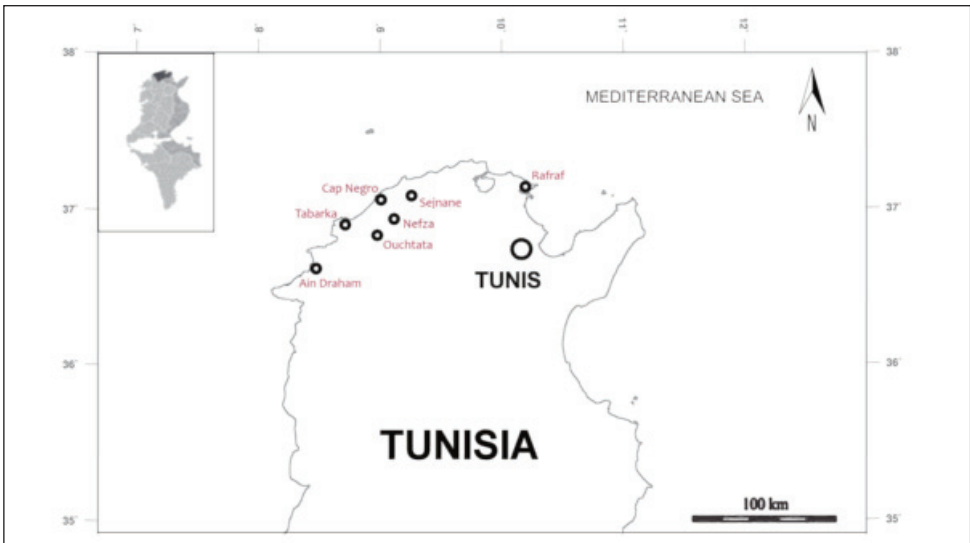 7°
8°
9°
10°
11°
12°
38°
38°
MEDITERRANEAN SEA
N
Rafraf
Cap Negro
Sejnane
37°
37°
Tabarka
Nefza
Ouchtata
TUNIS
Ain Draham
36°
36°
TUNISIA
100 km
35°
35°